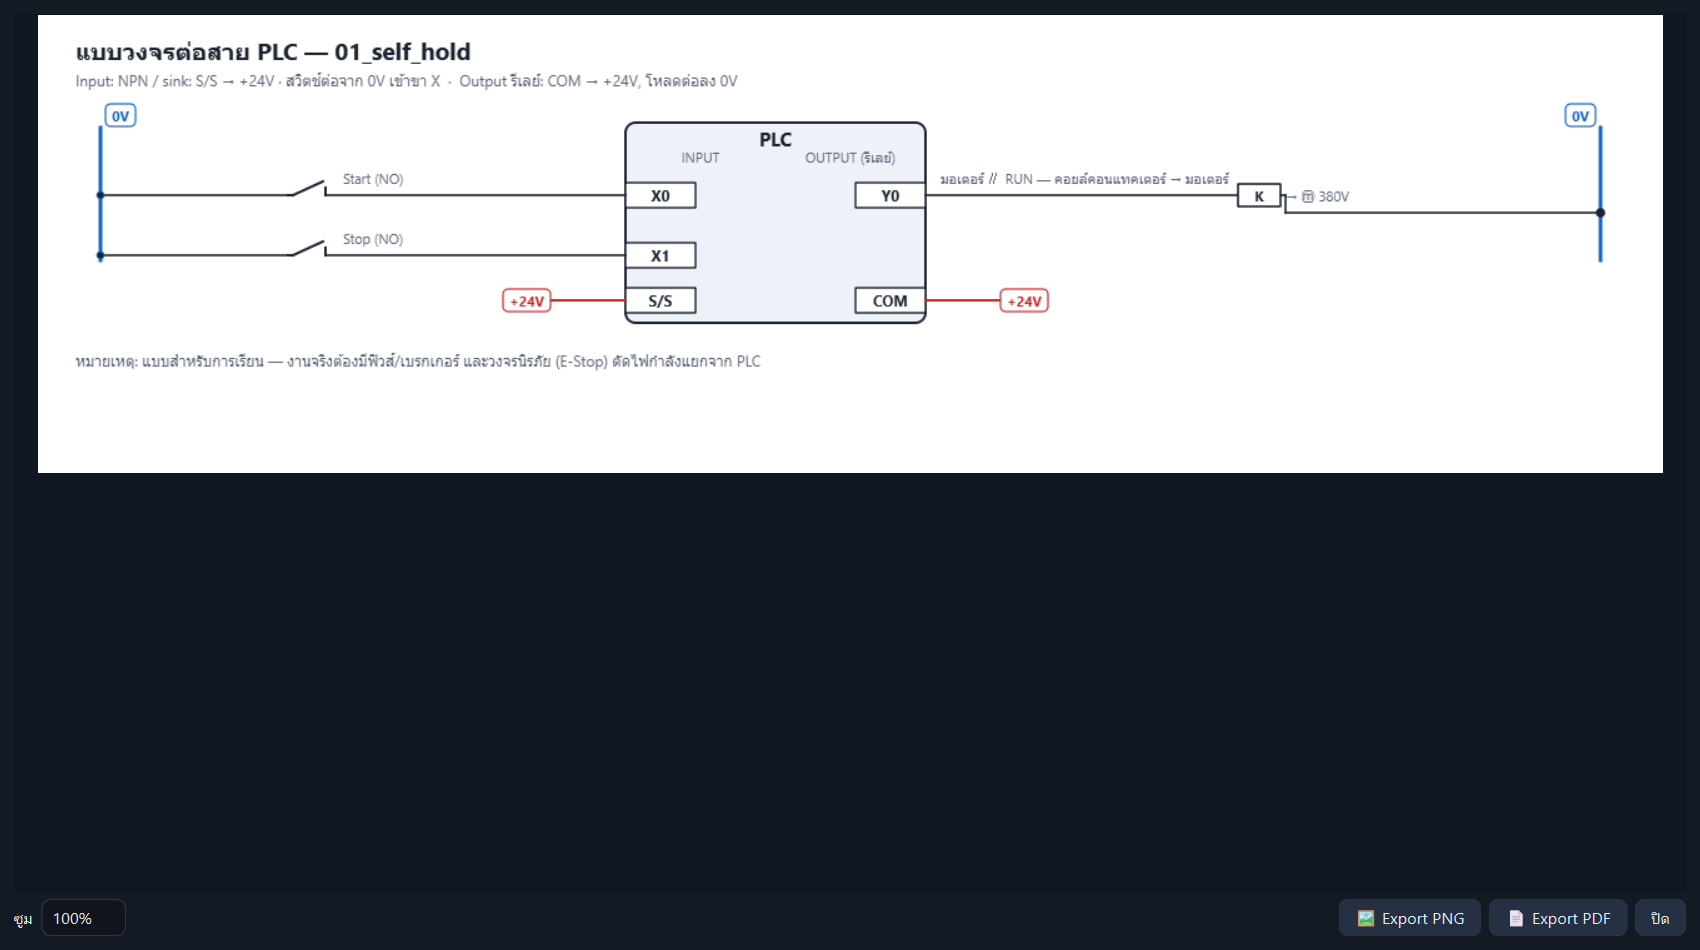 แบบวงจรต่อสาย PLC — 01_self_hold
Input: NPN / sink: S/S → +24V · สวิตช์ต่อจาก 0V เข้าขา X · Output รีเลย์: COM → +24V, โหลดต่อลง 0V
0V
0V
PLC
INPUT
OUTPUT (รีเลย์)
Start (NO)
X0
Y0
มอเตอร์ // RUN — คอยล์คอนแทคเตอร์ → มอเตอร์
K
→ Ⓜ 380V
Stop (NO)
X1
+24V
S/S
COM
+24V
หมายเหตุ: แบบสำหรับการเรียน — งานจริงต้องมีฟิวส์/เบรกเกอร์ และวงจรนิรภัย (E-Stop) ตัดไฟกำลังแยกจาก PLC
ซูม
100%
Export PNG
Export PDF
ปิด